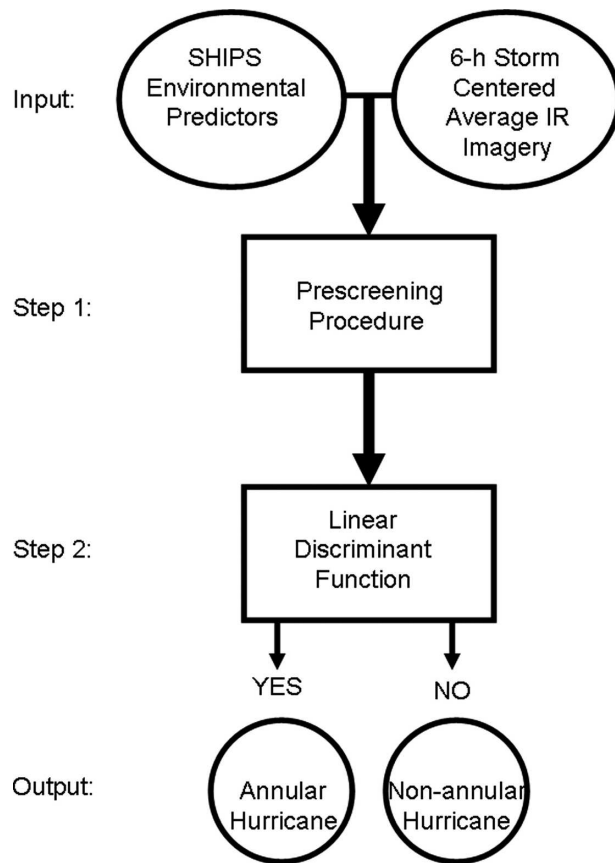 Input:
SHIPS
Environmental
Predictors
6-h Storm
Centered
Average IR
Imagery
Step 1:
Prescreening
Procedure
Step 2:
Linear
Discriminant
Function
YES
NO
Output:
Annular
Hurricane
Non-annular
Hurricane